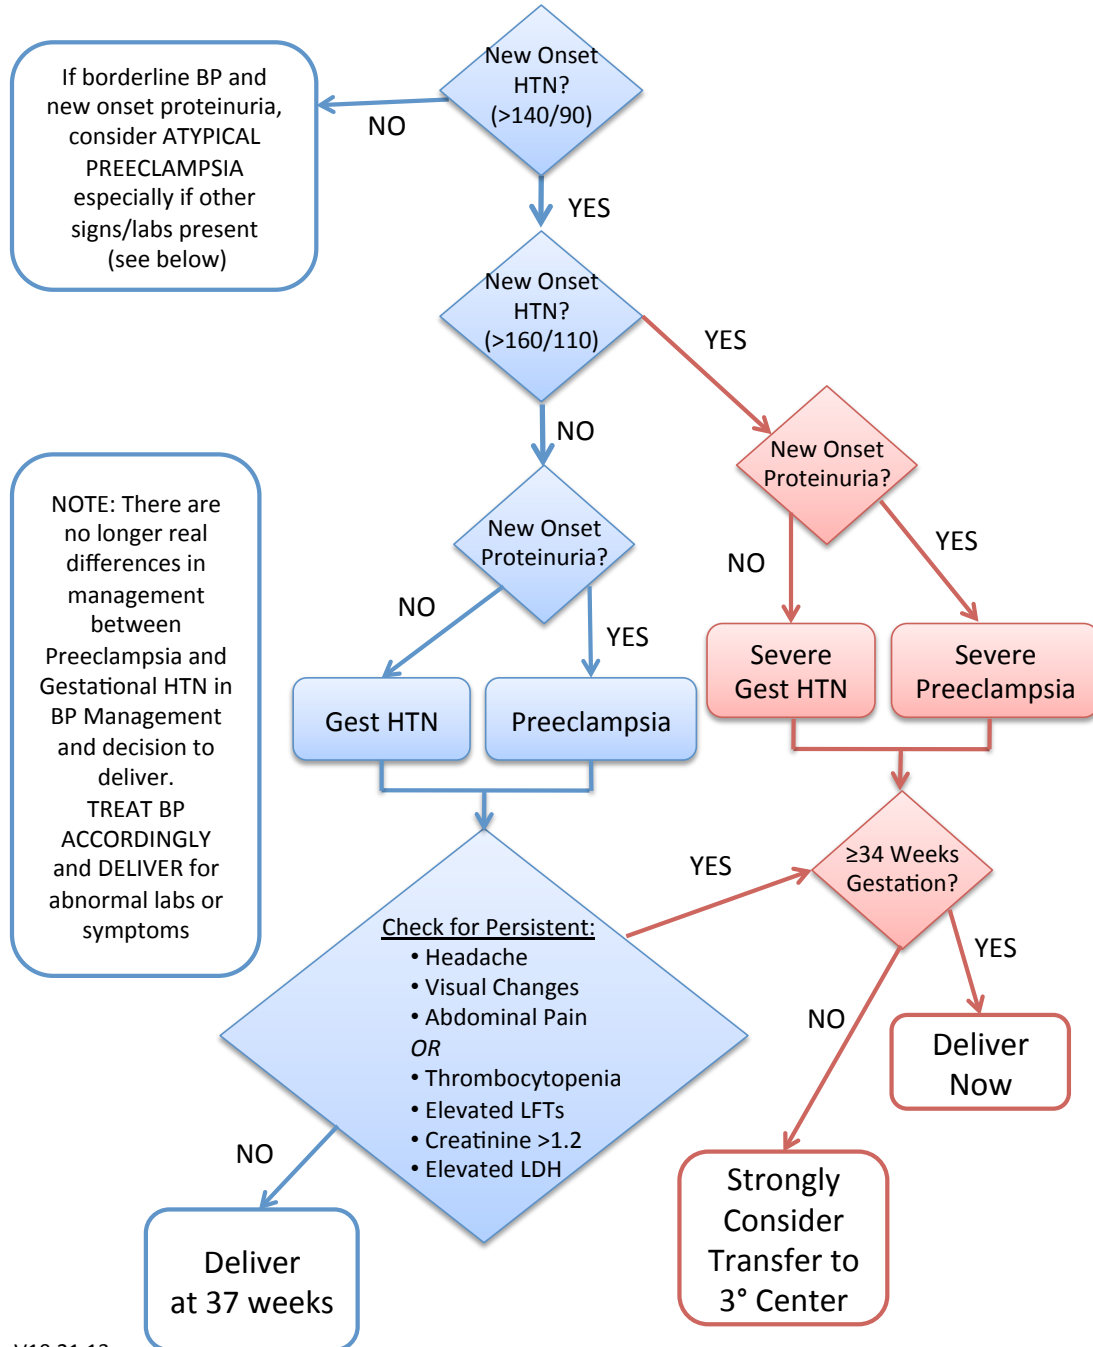 New Onset
HTN?
(>140/90)
If borderline BP and
new onset proteinuria,
consider ATYPICAL
PREECLAMPSIA
especially if other
signs/labs present
(see below)
NO
YES
New Onset
HTN?
(>160/110)
YES
NO
New Onset
Proteinuria?
NO
YES
New Onset
Proteinuria?
NO
YES
NOTE: There are
no longer real
differences in
management
between
Preeclampsia and
Gestational HTN in
BP Management
and decision to
deliver.
TREAT BP
ACCORDINGLY
and DELIVER for
abnormal labs or
symptoms
Gest HTN
Preeclampsia
Severe
Gest HTN
Severe
Preeclampsia
≥34 Weeks
Gestation?
YES
Check for Persistent:
• Headache
• Visual Changes
• Abdominal Pain
OR
• Thrombocytopenia
• Elevated LFTs
• Creatinine >1.2
• Elevated LDH
YES
NO
Deliver
Now
NO
Deliver
at 37 weeks
Strongly
Consider
Transfer to
3° Center